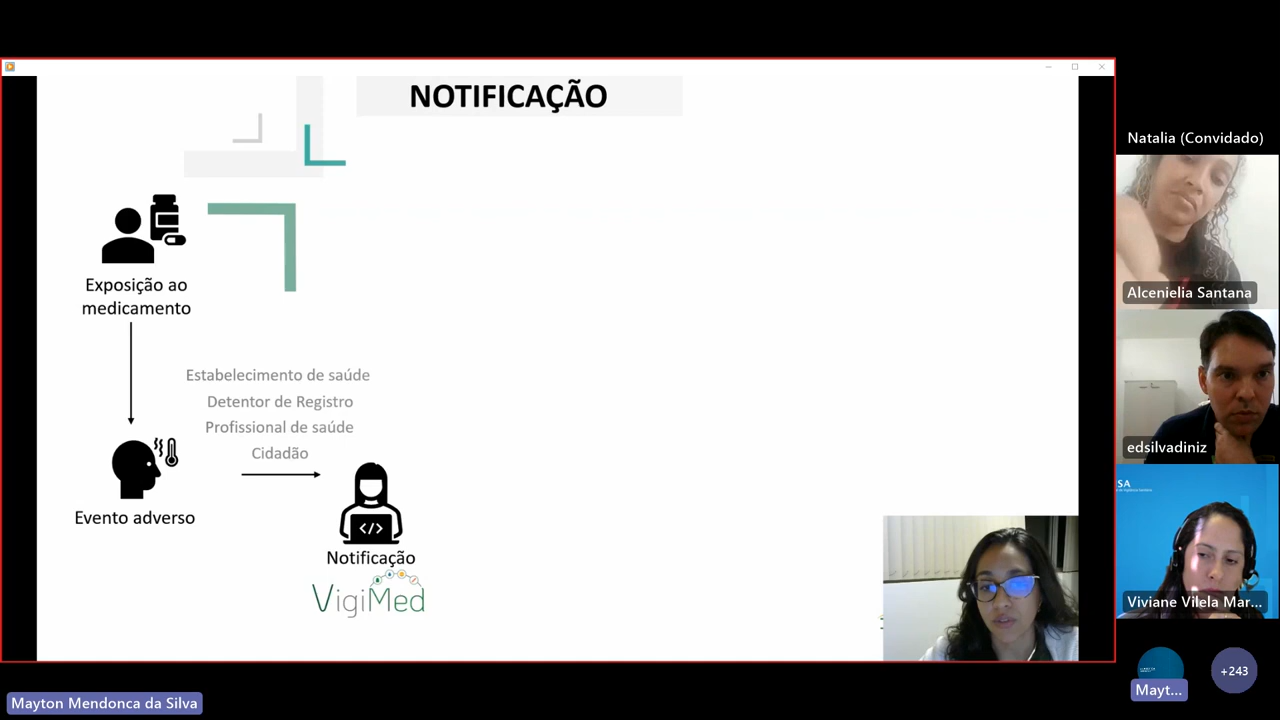 NOTIFICAÇÃO
Exposição ao
medicamento
Estabelecimento de saúde
Detentor de Registro
Profissional de saúde
Cidadão
Evento adverso
</>
Notificação
VigiMed
Natalia (Convidado)
Alcenielia Santana
edsilvadiniz
SA
Viviane Vilela Mar...
Mayt...
+243
Mayton Mendonca da Silva